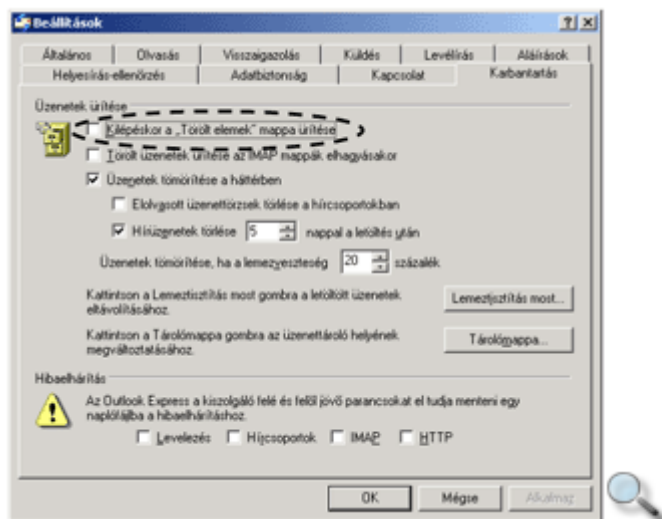 Beállítások
Általános Olvasás Visszaigazolás Küldés Levélírás Aláírások
Helyesírás-ellenőrzés Adatbiztonság Kapcsolat Karbantartás
Üzenetek ürítése
Kilépéskor a „Törölt elemek" mappa ürítése
Törölt üzenetek ürítése az IMAP mappák elhagyásakor
Üzenetek tömörítése a háttérben
Elolvasott üzenettörzsek törlése a hírcsoportokban
Hírüzenetek törlése 5 nappal a letöltés után
Üzenetek tömörítése, ha a lemezveszteség 20 százalék
Kattintson a Lemeztisztítás most gombra a letöltött üzenetek
eltávolításához.
Lemeztisztítás most...
Kattintson a Tárolómappa gombra az üzenettároló helyének
megváltoztatásához.
Tárolómappa...
Hibaelhárítás
Az Outlook Express a kiszolgáló felé és felől jövő parancsokat el tudja menteni egy
naplófájlba a hibaelhárításhoz.
Levelezés Hírcsoportok IMAP HTTP
OK Mégse Alkalmaz